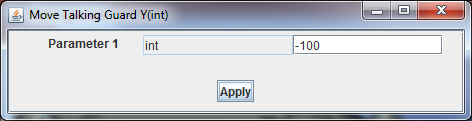 Move Talking Guard Y(int)
Parameter 1 int -100
Apply